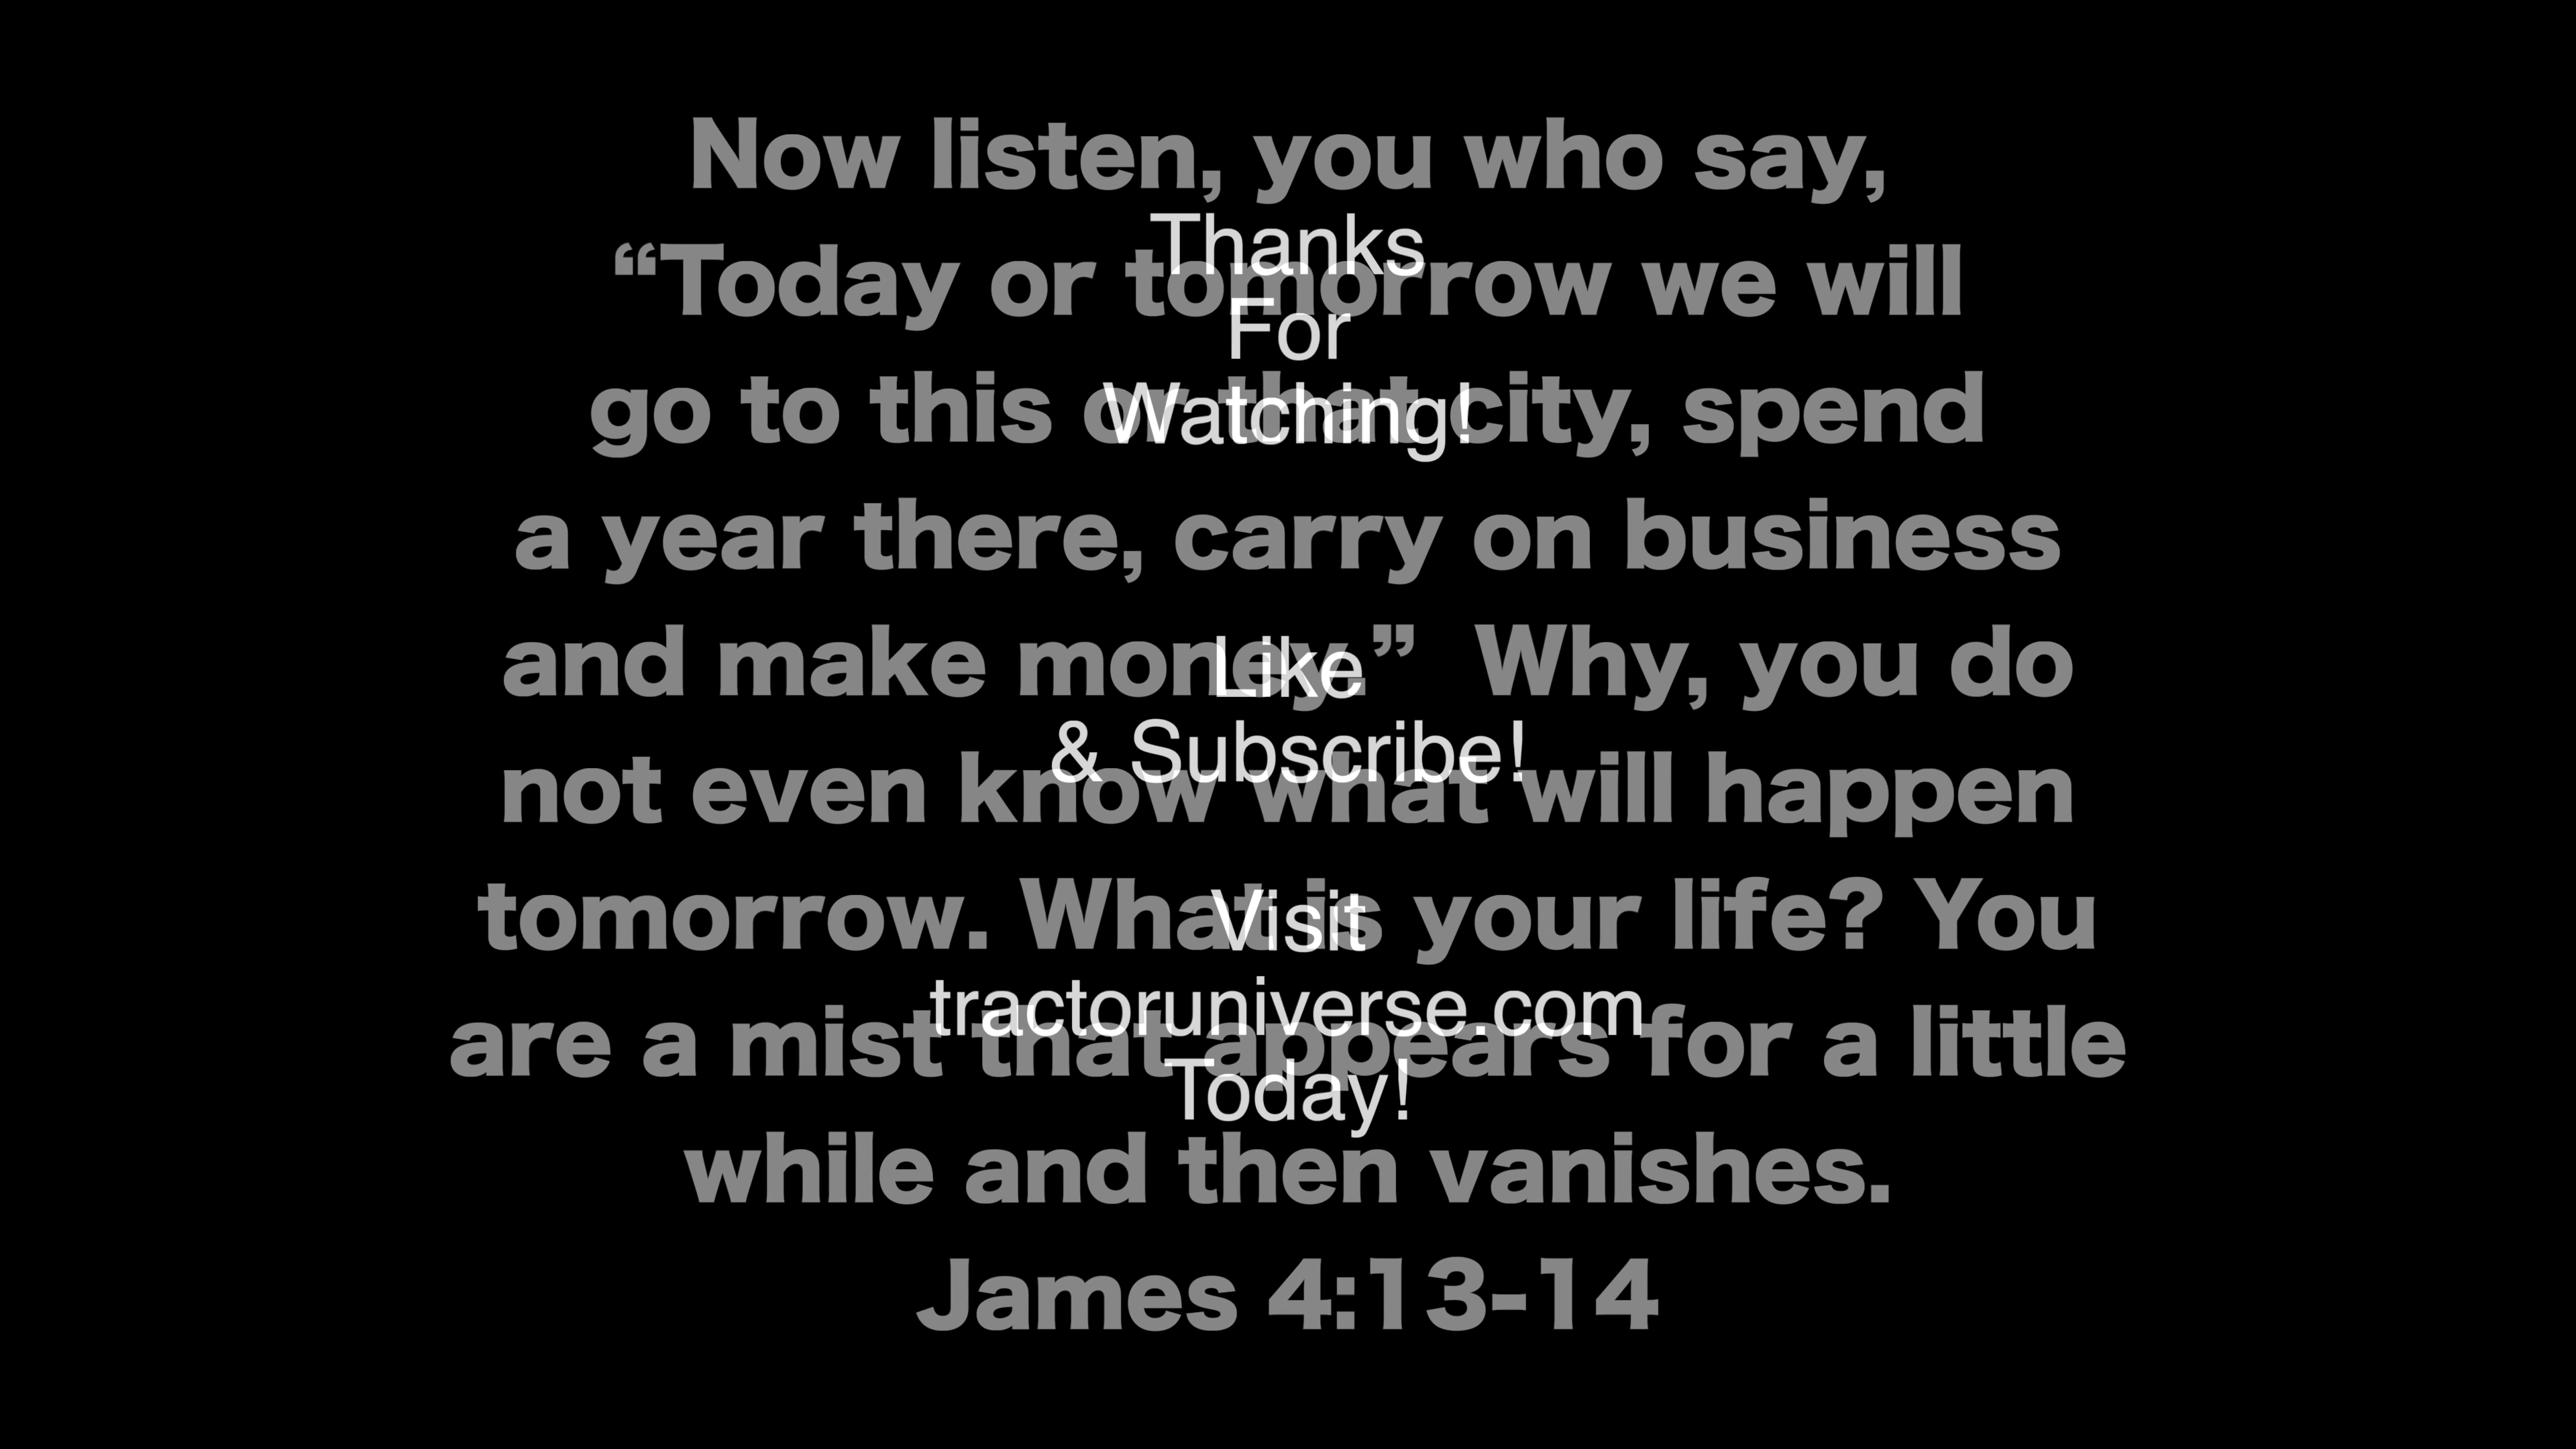 Now listen, you who say,
“Today or tomorrow we will
go to this or that city, spend
a year there, carry on business
and make money.”  Why, you do
not even know what will happen
tomorrow. What is your life? You
are a mist that appears for a little
while and then vanishes.
James 4:13-14
Thanks
For
Watching!
Like
& Subscribe!
Visit
tractoruniverse.com
Today!